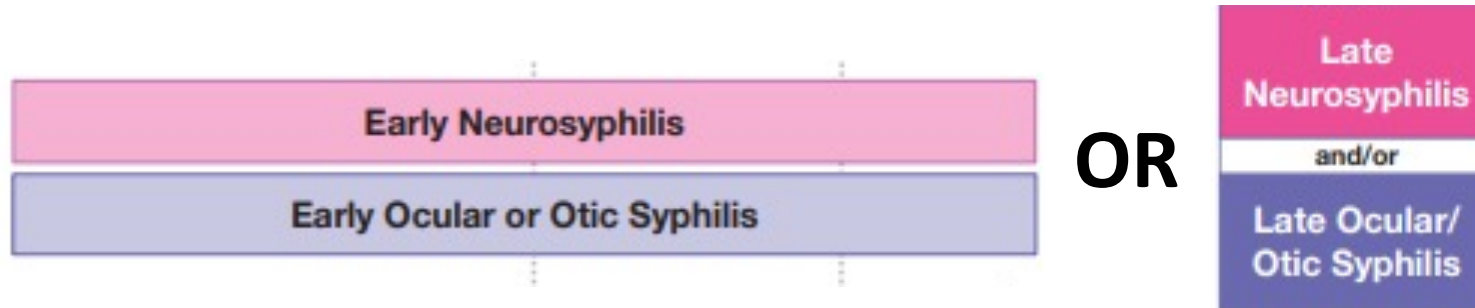 Early Neurosyphilis
Early Ocular or Otic Syphilis
OR
Late
Neurosyphilis
and/or
Late Ocular/
Otic Syphilis